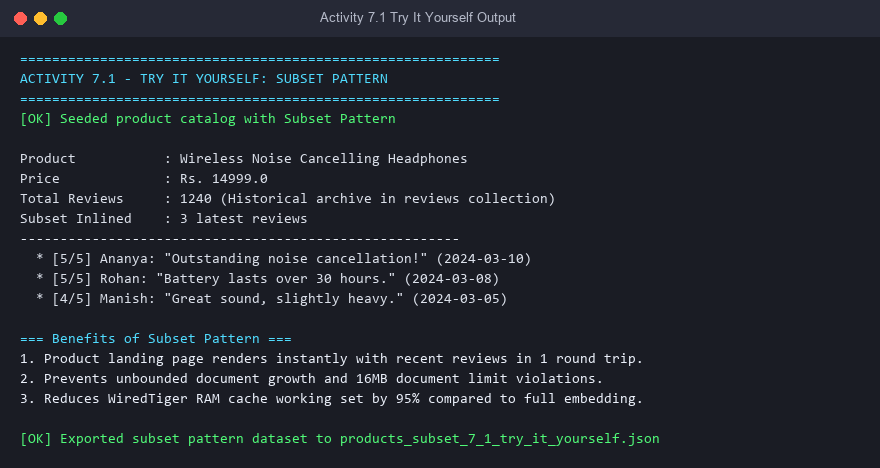 Activity 7.1 Try It Yourself Output
============================================================
ACTIVITY 7.1 - TRY IT YOURSELF: SUBSET PATTERN
============================================================
[OK] Seeded product catalog with Subset Pattern
Product           : Wireless Noise Cancelling Headphones
Price             : Rs. 14999.0
Total Reviews     : 1240 (Historical archive in reviews collection)
Subset Inlined    : 3 latest reviews
-------------------------------------------------------
  * [5/5] Ananya: "Outstanding noise cancellation!" (2024-03-10)
  * [5/5] Rohan: "Battery lasts over 30 hours." (2024-03-08)
  * [4/5] Manish: "Great sound, slightly heavy." (2024-03-05)
=== Benefits of Subset Pattern ===
1. Product landing page renders instantly with recent reviews in 1 round trip.
2. Prevents unbounded document growth and 16MB document limit violations.
3. Reduces WiredTiger RAM cache working set by 95% compared to full embedding.
[OK] Exported subset pattern dataset to products_subset_7_1_try_it_yourself.json